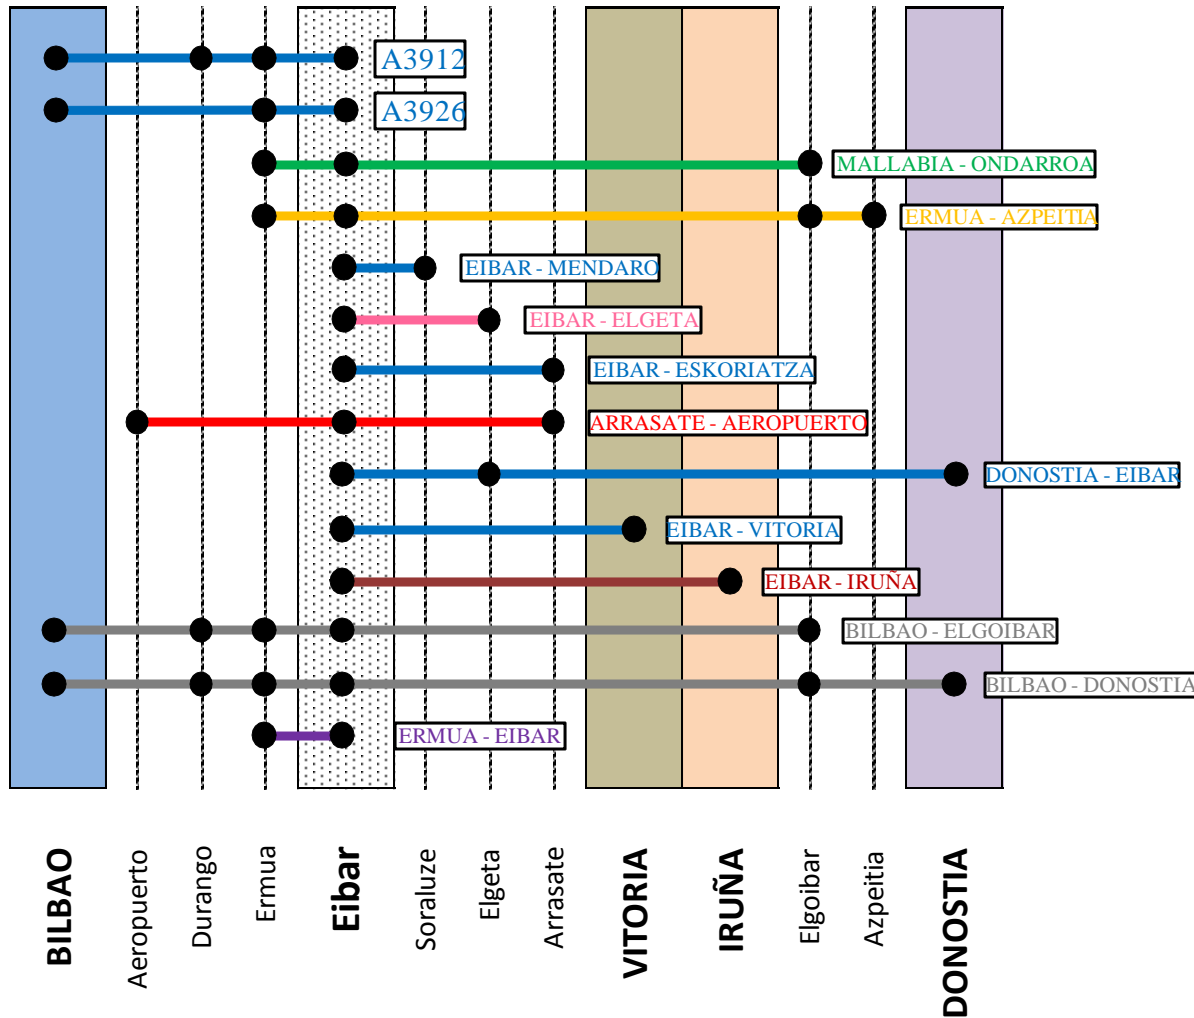 A3912
A3926
MALLABIA - ONDARROA
ERMUA - AZPEITIA
EIBAR - MENDARO
EIBAR - ELGETA
EIBAR - ESKORIATZA
ARRASATE - AEROPUERTO
DONOSTIA - EIBAR
EIBAR - VITORIA
EIBAR - IRUÑA
BILBAO - ELGOIBAR
BILBAO - DONOSTIA
ERMUA - EIBAR
BILBAO
Aeropuerto
Durango
Ermua
Eibar
Soraluze
Elgeta
Arrasate
VITORIA
IRUÑA
Elgoibar
Azpeitia
DONOSTIA